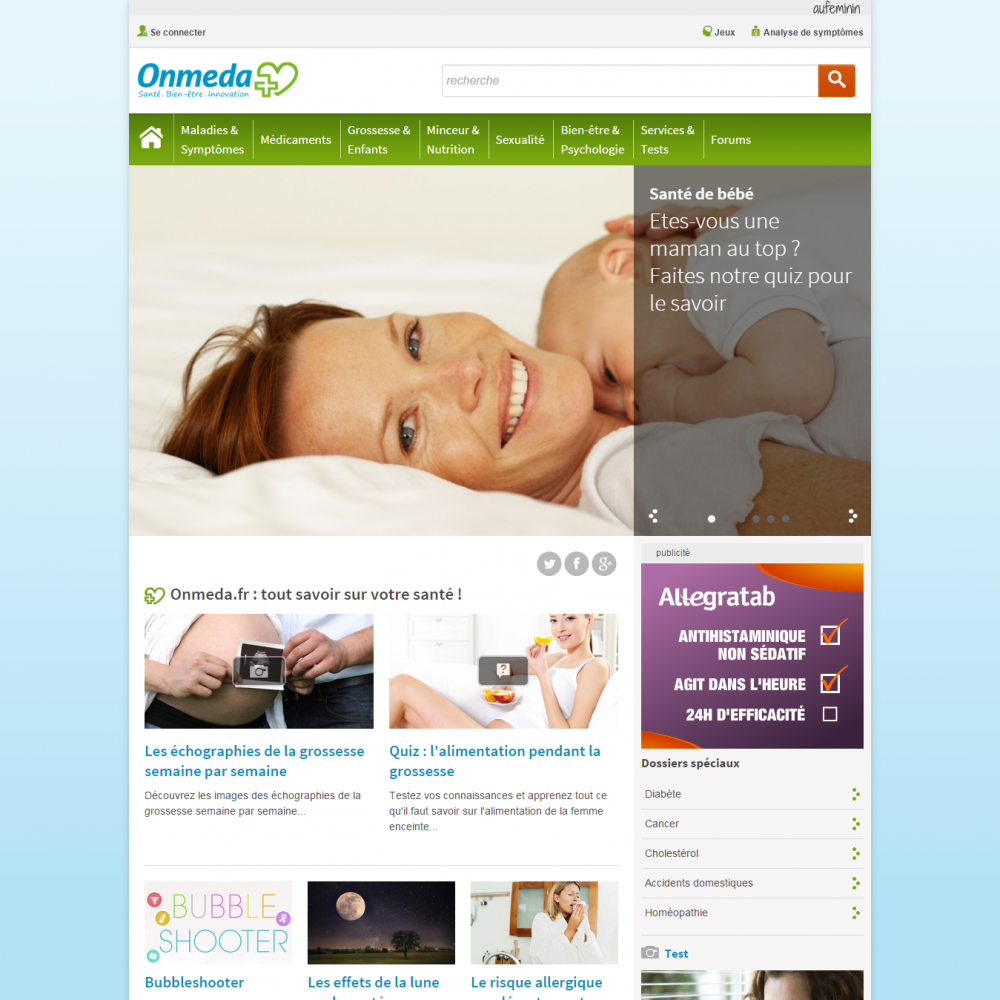 aufeminin
Se connecter
Jeux
Analyse de symptômes
Onmeda
Santé . Bien-être . Innovation
recherche
Maladies &
Symptômes
Médicaments
Grossesse &
Enfants
Minceur &
Nutrition
Sexualité
Bien-être &
Psychologie
Services &
Tests
Forums
Santé de bébé
Etes-vous une
maman au top ?
Faites notre quiz pour
le savoir
Onmeda.fr : tout savoir sur votre santé !
Les échographies de la grossesse
semaine par semaine
Découvrez les images des échographies de la
grossesse semaine par semaine...
?
Quiz : l'alimentation pendant la
grossesse
Testez vos connaissances et apprenez tout ce
qu'il faut savoir sur l'alimentation de la femme
enceinte...
BUBBLE
SHOOTER
Bubbleshooter
Les effets de la lune
Le risque allergique
publicité
Allegratab
ANTIHISTAMINIQUE
NON SÉDATIF
AGIT DANS L'HEURE
24H D'EFFICACITÉ
Dossiers spéciaux
Diabète
Cancer
Cholestérol
Accidents domestiques
Homéopathie
Test